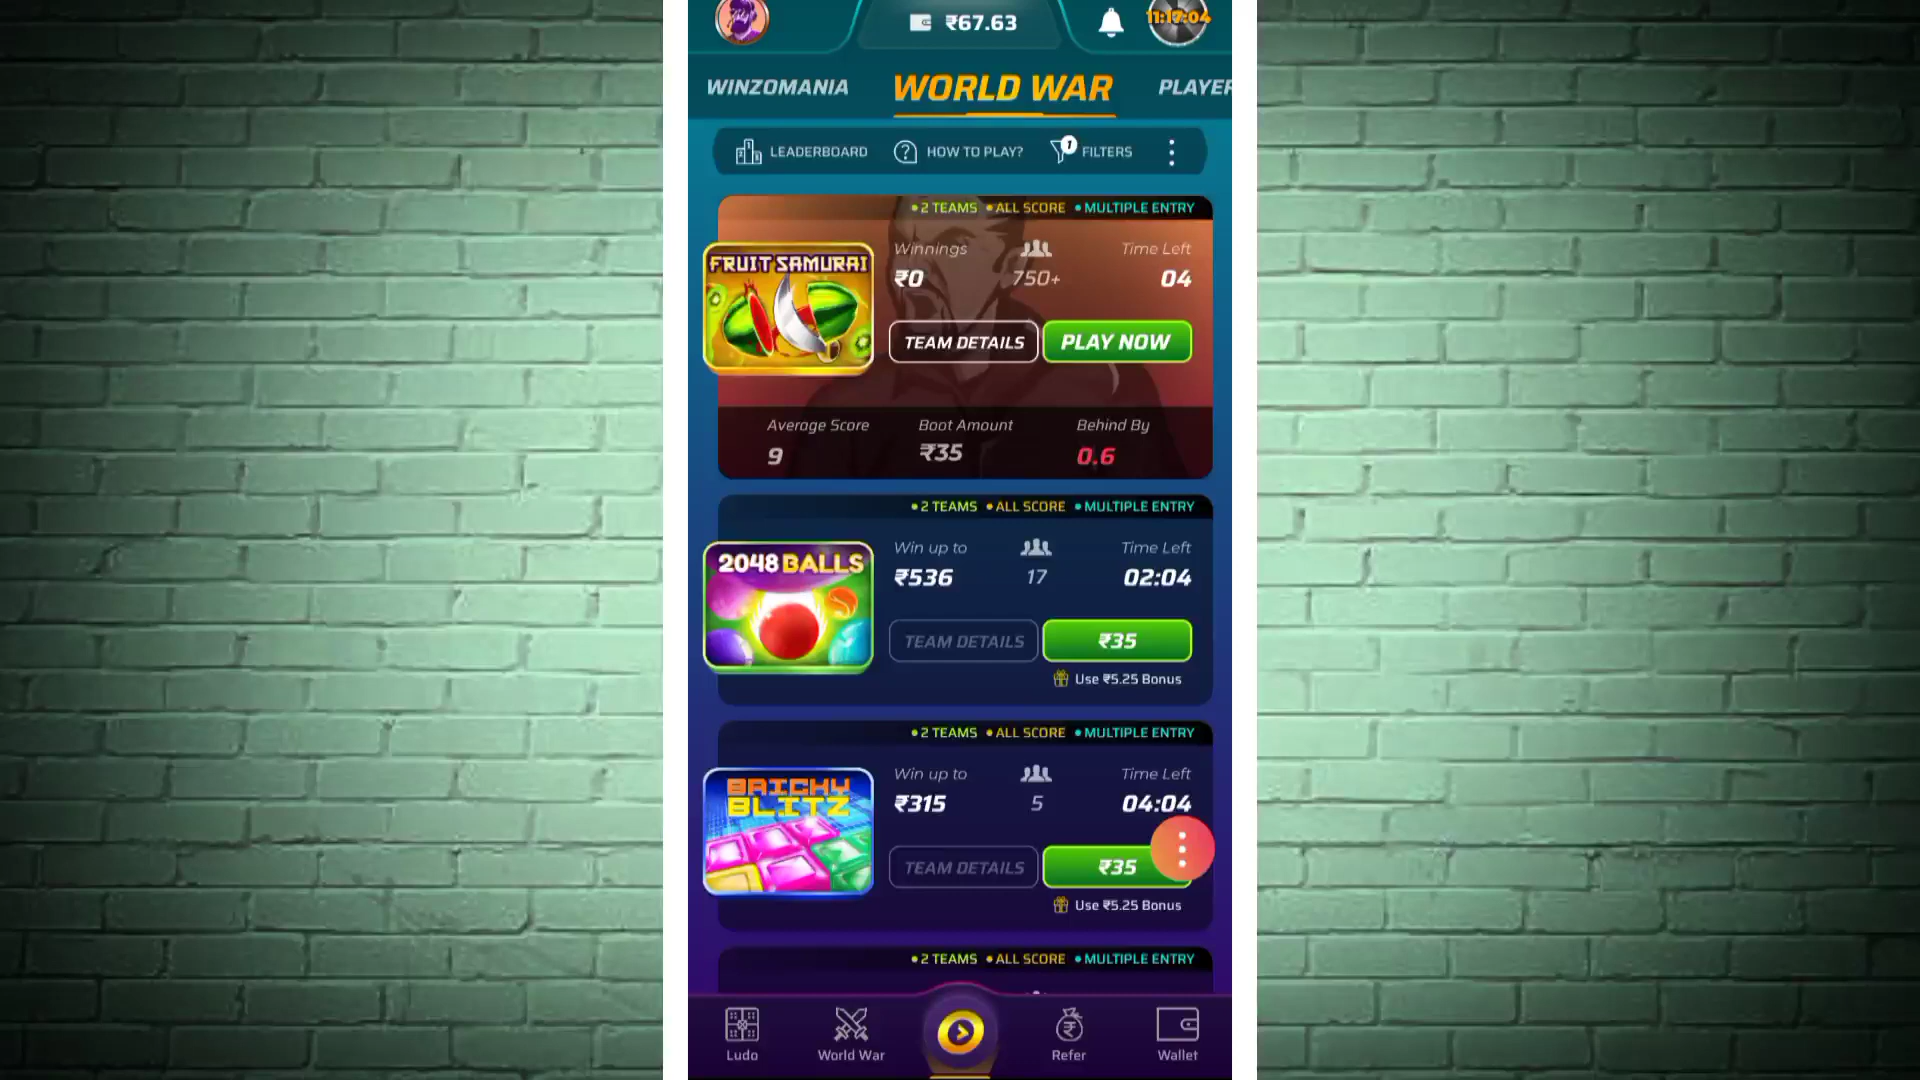 ₹67.63
11:17:04
WINZOMANIA WORLD WAR PLAYER
LEADERBOARD HOW TO PLAY? 1 FILTERS
2 TEAMS ALL SCORE MULTIPLE ENTRY
FRUIT SAMURAI
Winnings Time Left
₹0 750+ 04
TEAM DETAILS PLAY NOW
Average Score Boot Amount Behind By
9 ₹35 0.6
2 TEAMS ALL SCORE MULTIPLE ENTRY
2048 BALLS
Win up to Time Left
₹536 17 02:04
TEAM DETAILS ₹35
Use ₹5.25 Bonus
2 TEAMS ALL SCORE MULTIPLE ENTRY
BRICKY
BLITZ
Win up to Time Left
₹315 5 04:04
TEAM DETAILS ₹35
Use ₹5.25 Bonus
2 TEAMS ALL SCORE MULTIPLE ENTRY
Ludo World War Refer Wallet